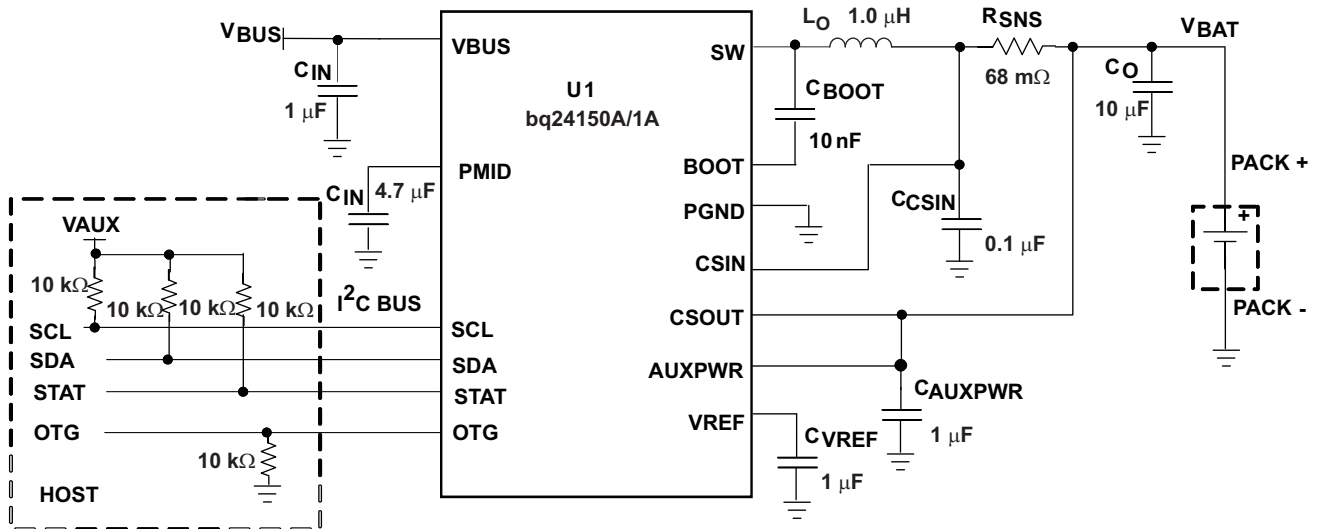 VBUS
CIN
1 μF
VBUS
U1
bq24150A/1A
SW
LO 1.0 μH
RSNS
68 mΩ
VBAT
CO
10 μF
CBOOT
10 nF
BOOT
PMID
CIN
4.7 μF
PGND
CCSIN
0.1 μF
CSIN
PACK +
+
PACK -
VAUX
10 kΩ
10 kΩ
10 kΩ
10 kΩ
I2C BUS
SCL
SCL
CSOUT
SDA
SDA
AUXPWR
STAT
STAT
CAUXPWR
1 μF
OTG
OTG
VREF
CVREF
1 μF
10 kΩ
HOST